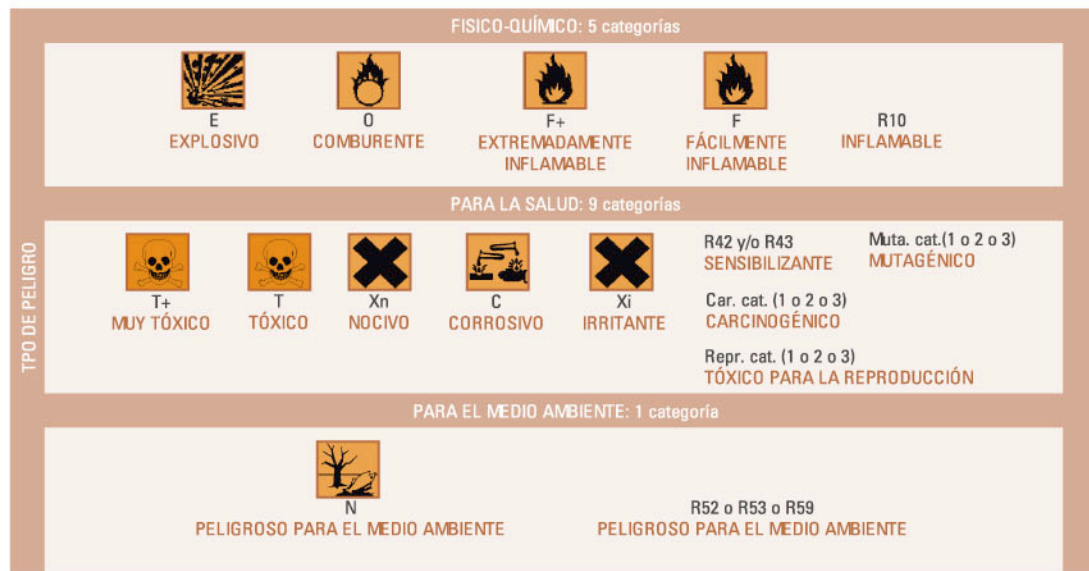 FISICO-QUÍMICO: 5 categorías
E
EXPLOSIVO
O
COMBURENTE
F+
EXTREMADAMENTE
INFLAMABLE
F
FÁCILMENTE
INFLAMABLE
R10
INFLAMABLE
TPO DE PELIGRO
PARA LA SALUD: 9 categorías
T+
MUY TÓXICO
T
TÓXICO
Xn
NOCIVO
C
CORROSIVO
Xi
IRRITANTE
R42 y/o R43
SENSIBILIZANTE
Muta. cat.(1 o 2 o 3)
MUTAGÉNICO
Car. cat. (1 o 2 o 3)
CARCINOGÉNICO
Repr. cat. (1 o 2 o 3)
TÓXICO PARA LA REPRODUCCIÓN
PARA EL MEDIO AMBIENTE: 1 categoría
N
PELIGROSO PARA EL MEDIO AMBIENTE
R52 o R53 o R59
PELIGROSO PARA EL MEDIO AMBIENTE